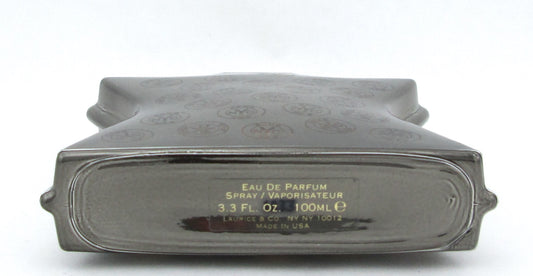 EAU DE PARFUM
SPRAY / VAPORISATEUR
3.3 FL. OZ. 100ML ℮
LAURICE & CO. NY NY 10012
MADE IN USA